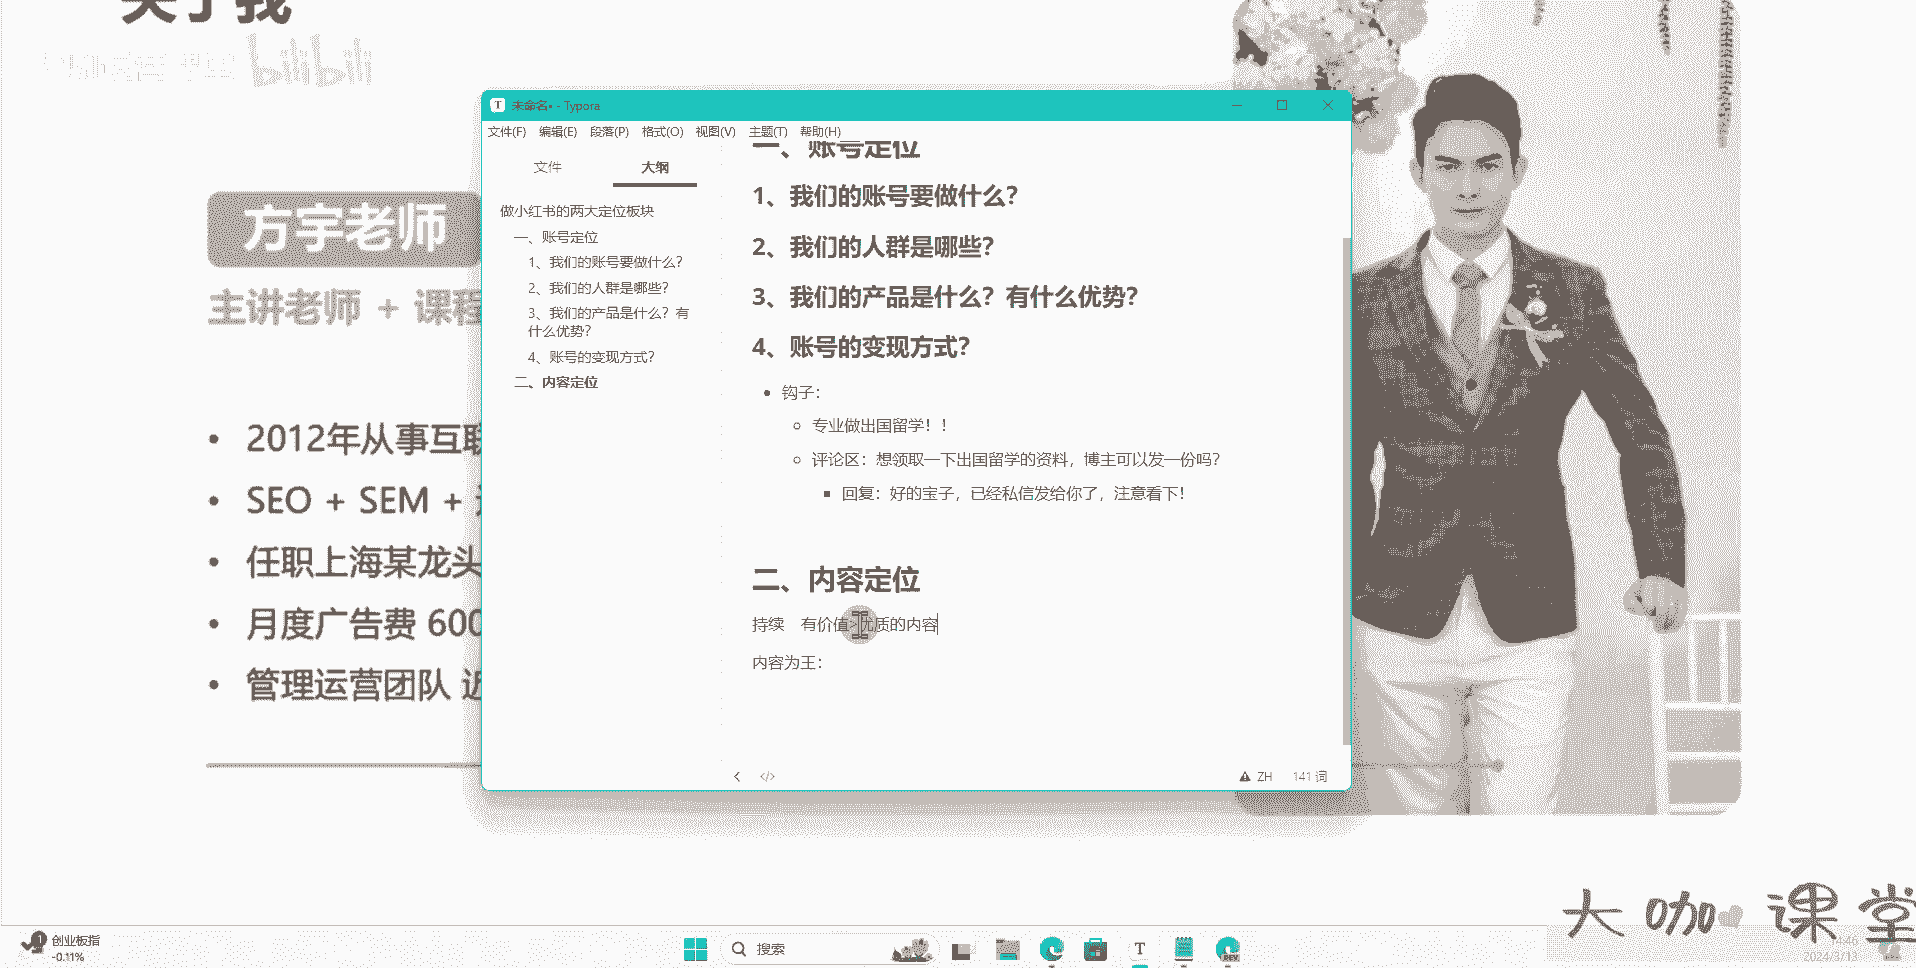 关于我
bilibili
方宇老师
主讲老师 + 课程
2012年从事互联
SEO + SEM +
任职上海某龙头
月度广告费 600
管理运营团队 近
未命名• - Typora
文件(F) 编辑(E) 段落(P) 格式(O) 视图(V) 主题(T) 帮助(H)
文件 大纲
做小红书的两大定位板块
一、账号定位
1、我们的账号要做什么?
2、我们的人群是哪些?
3、我们的产品是什么? 有
什么优势?
4、账号的变现方式?
二、内容定位
一、账号定位
1、我们的账号要做什么?
2、我们的人群是哪些?
3、我们的产品是什么? 有什么优势?
4、账号的变现方式?
钩子:
专业做出国留学! !
评论区: 想领取一下出国留学的资料, 博主可以发一份吗?
回复: 好的宝子, 已经私信发给你了, 注意看下!
二、内容定位
持续 有价值>优质的内容
内容为王:
ZH 141 词
大咖课堂
创业板指
-0.11%
搜索
4:46
2024/3/13